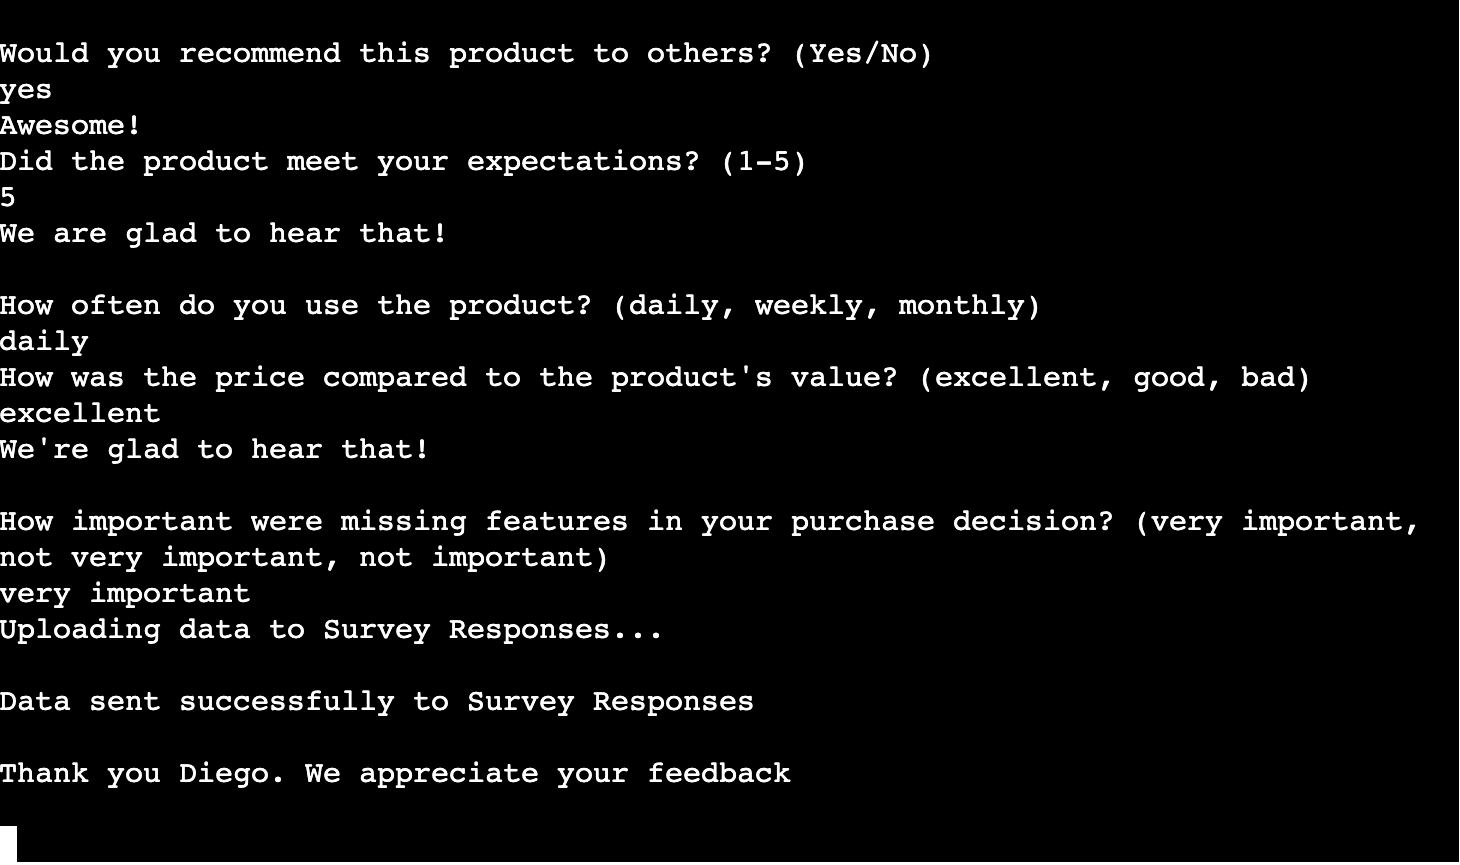 Would you recommend this product to others? (Yes/No)
yes
Awesome!
Did the product meet your expectations? (1-5)
5
We are glad to hear that!
How often do you use the product? (daily, weekly, monthly)
daily
How was the price compared to the product's value? (excellent, good, bad)
excellent
We're glad to hear that!
How important were missing features in your purchase decision? (very important,
not very important, not important)
very important
Uploading data to Survey Responses...
Data sent successfully to Survey Responses
Thank you Diego. We appreciate your feedback